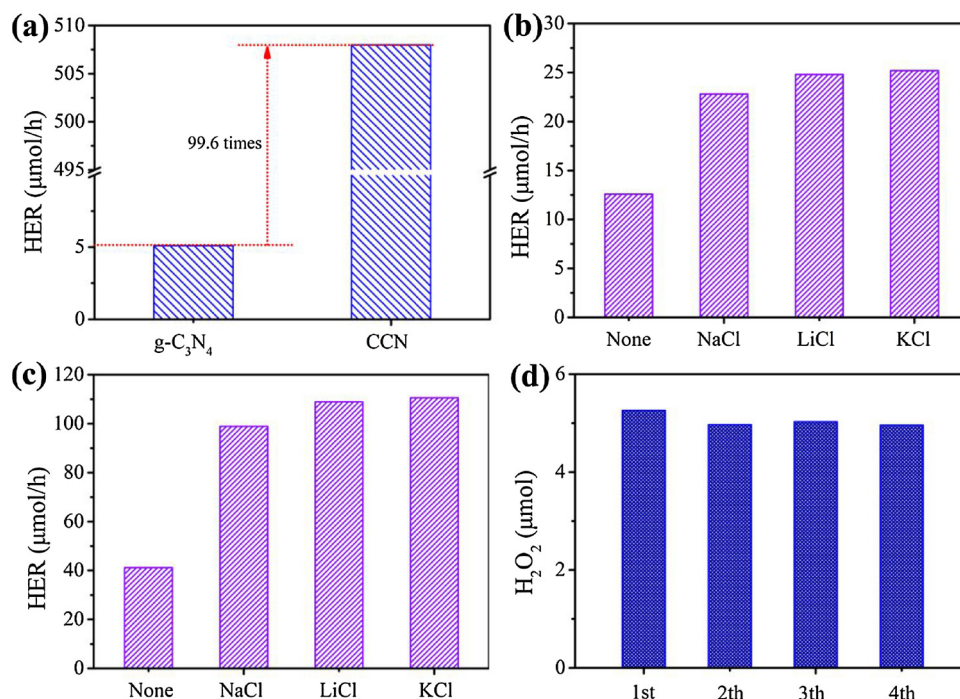 (a)
HER (μmol/h)
510
507
505
500
495
5
0
99.6 times
g-C₃N₄
CCN
(b)
HER (μmol/h)
30
25
20
15
10
5
0
None
NaCl
LiCl
KCl
(c)
HER (μmol/h)
120
100
80
60
40
20
0
None
NaCl
LiCl
KCl
(d)
H₂O₂ (μmol)
6
4
2
0
1st
2th
3th
4th